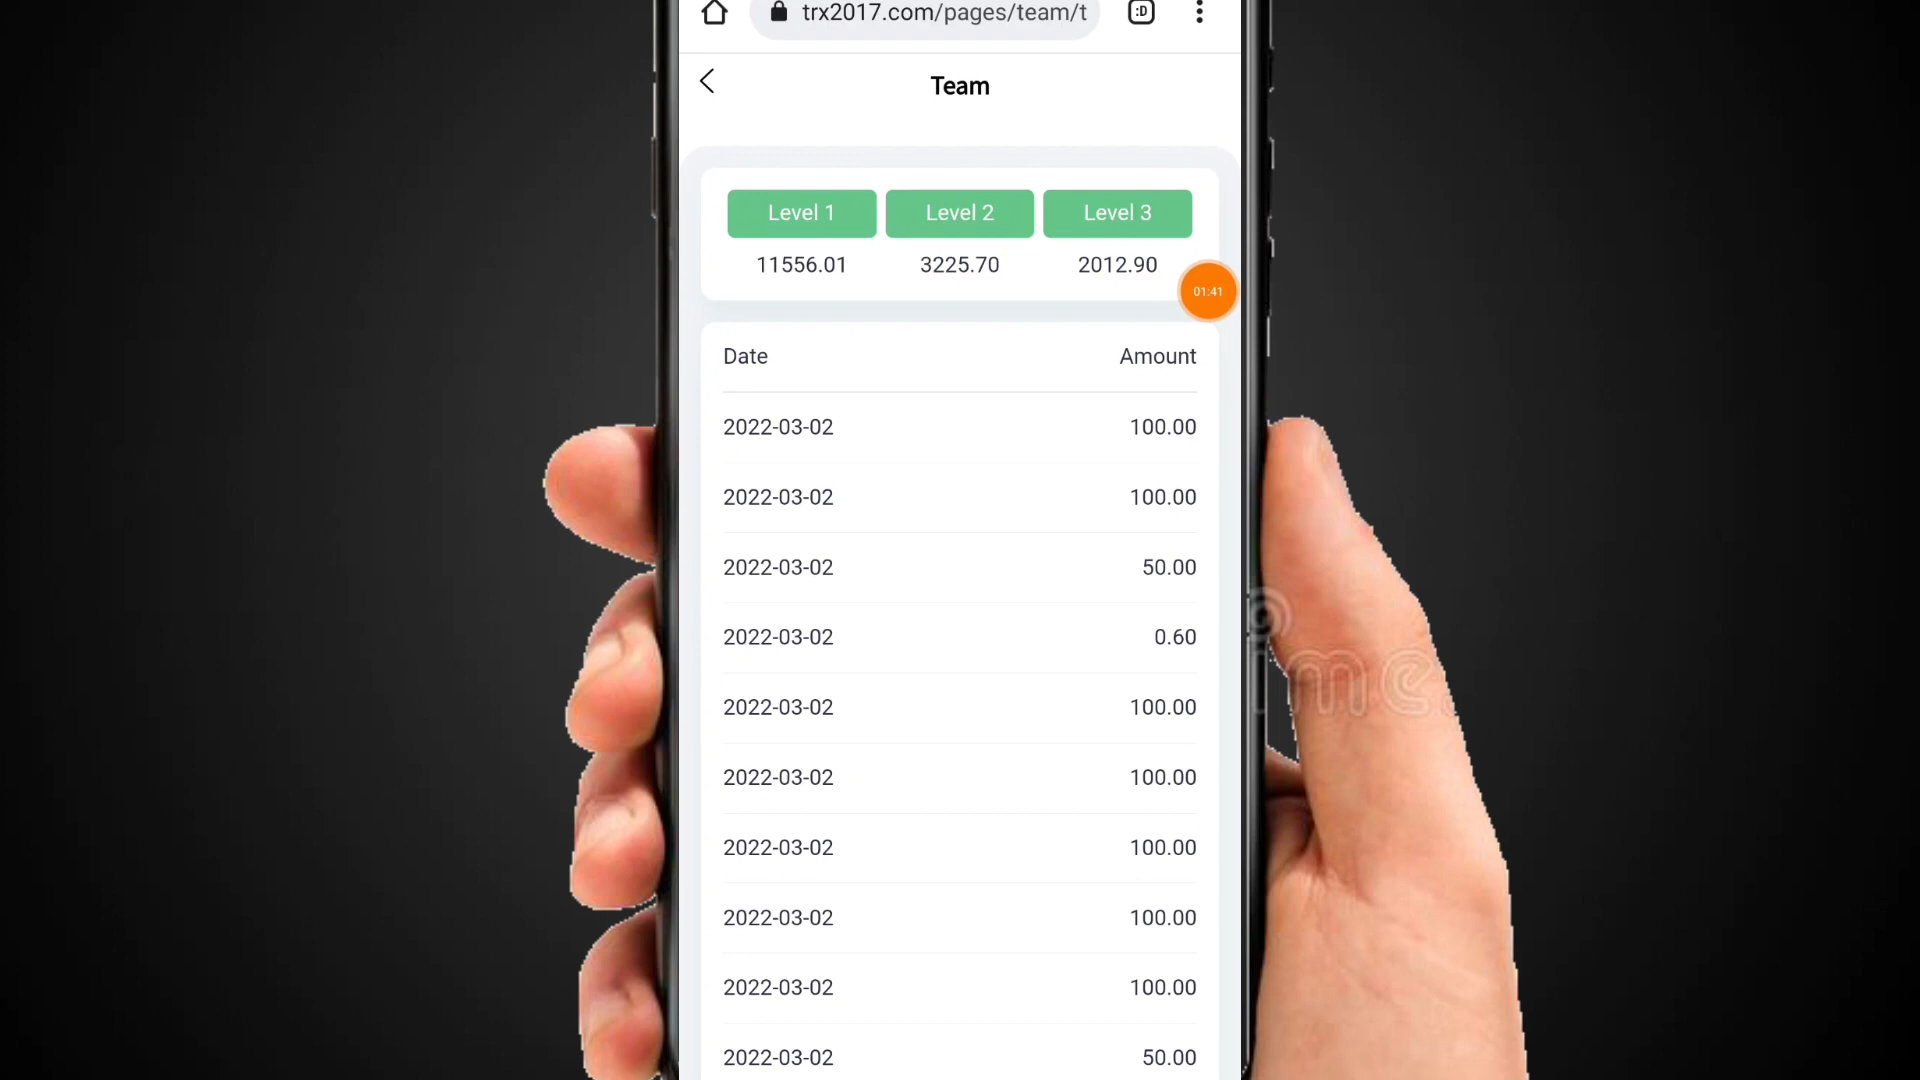 trx2017.com/pages/team/t
:D
Team
Level 1 Level 2 Level 3
11556.01 3225.70 2012.90
01:41
Date Amount
2022-03-02 100.00
2022-03-02 100.00
2022-03-02 50.00
2022-03-02 0.60
2022-03-02 100.00
2022-03-02 100.00
2022-03-02 100.00
2022-03-02 100.00
2022-03-02 100.00
2022-03-02 50.00